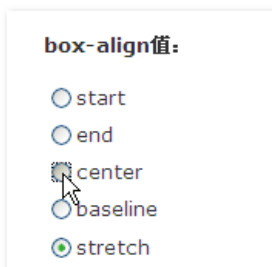 box-align值：
start
end
center
baseline
stretch